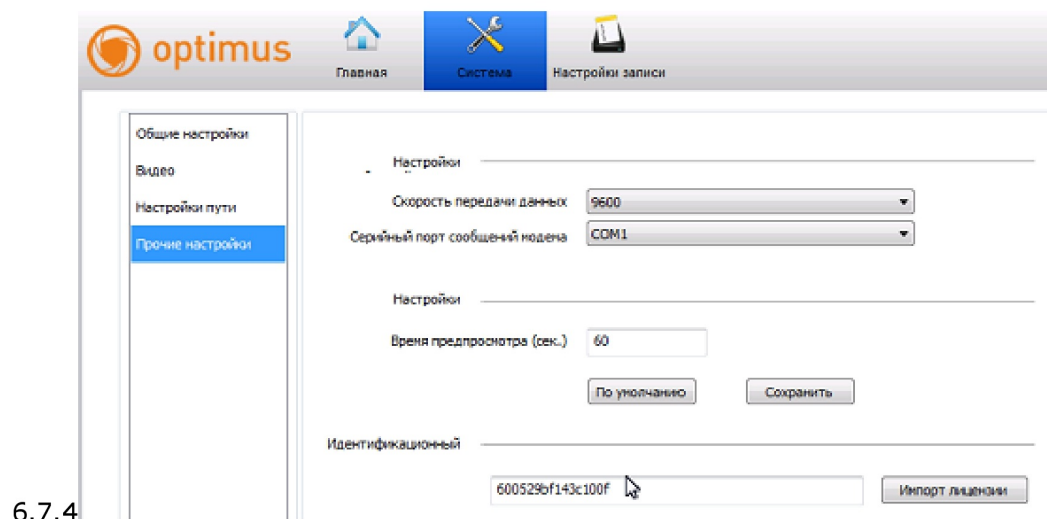 optimus
Главная
Система
Настройки записи
Общие настройки
Видео
Настройки пути
Прочие настройки
Настройки
Скорость передачи данных 9600
Серийный порт сообщений модема COM1
Настройки
Время предпросмотра (сек.) 60
По умолчанию Сохранить
Идентификационный
600529bf143c100f Импорт лицензии
6.7.4